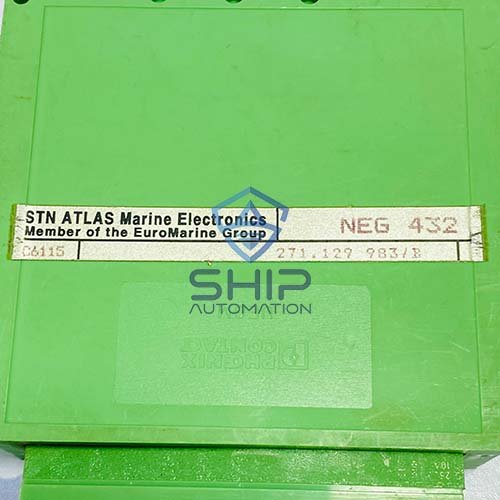 STN ATLAS Marine Electronics
Member of the EuroMarine Group
NEG 432
C6115
271.129 983/B
SHIP
AUTOMATION
PHOENIX
CONTACT